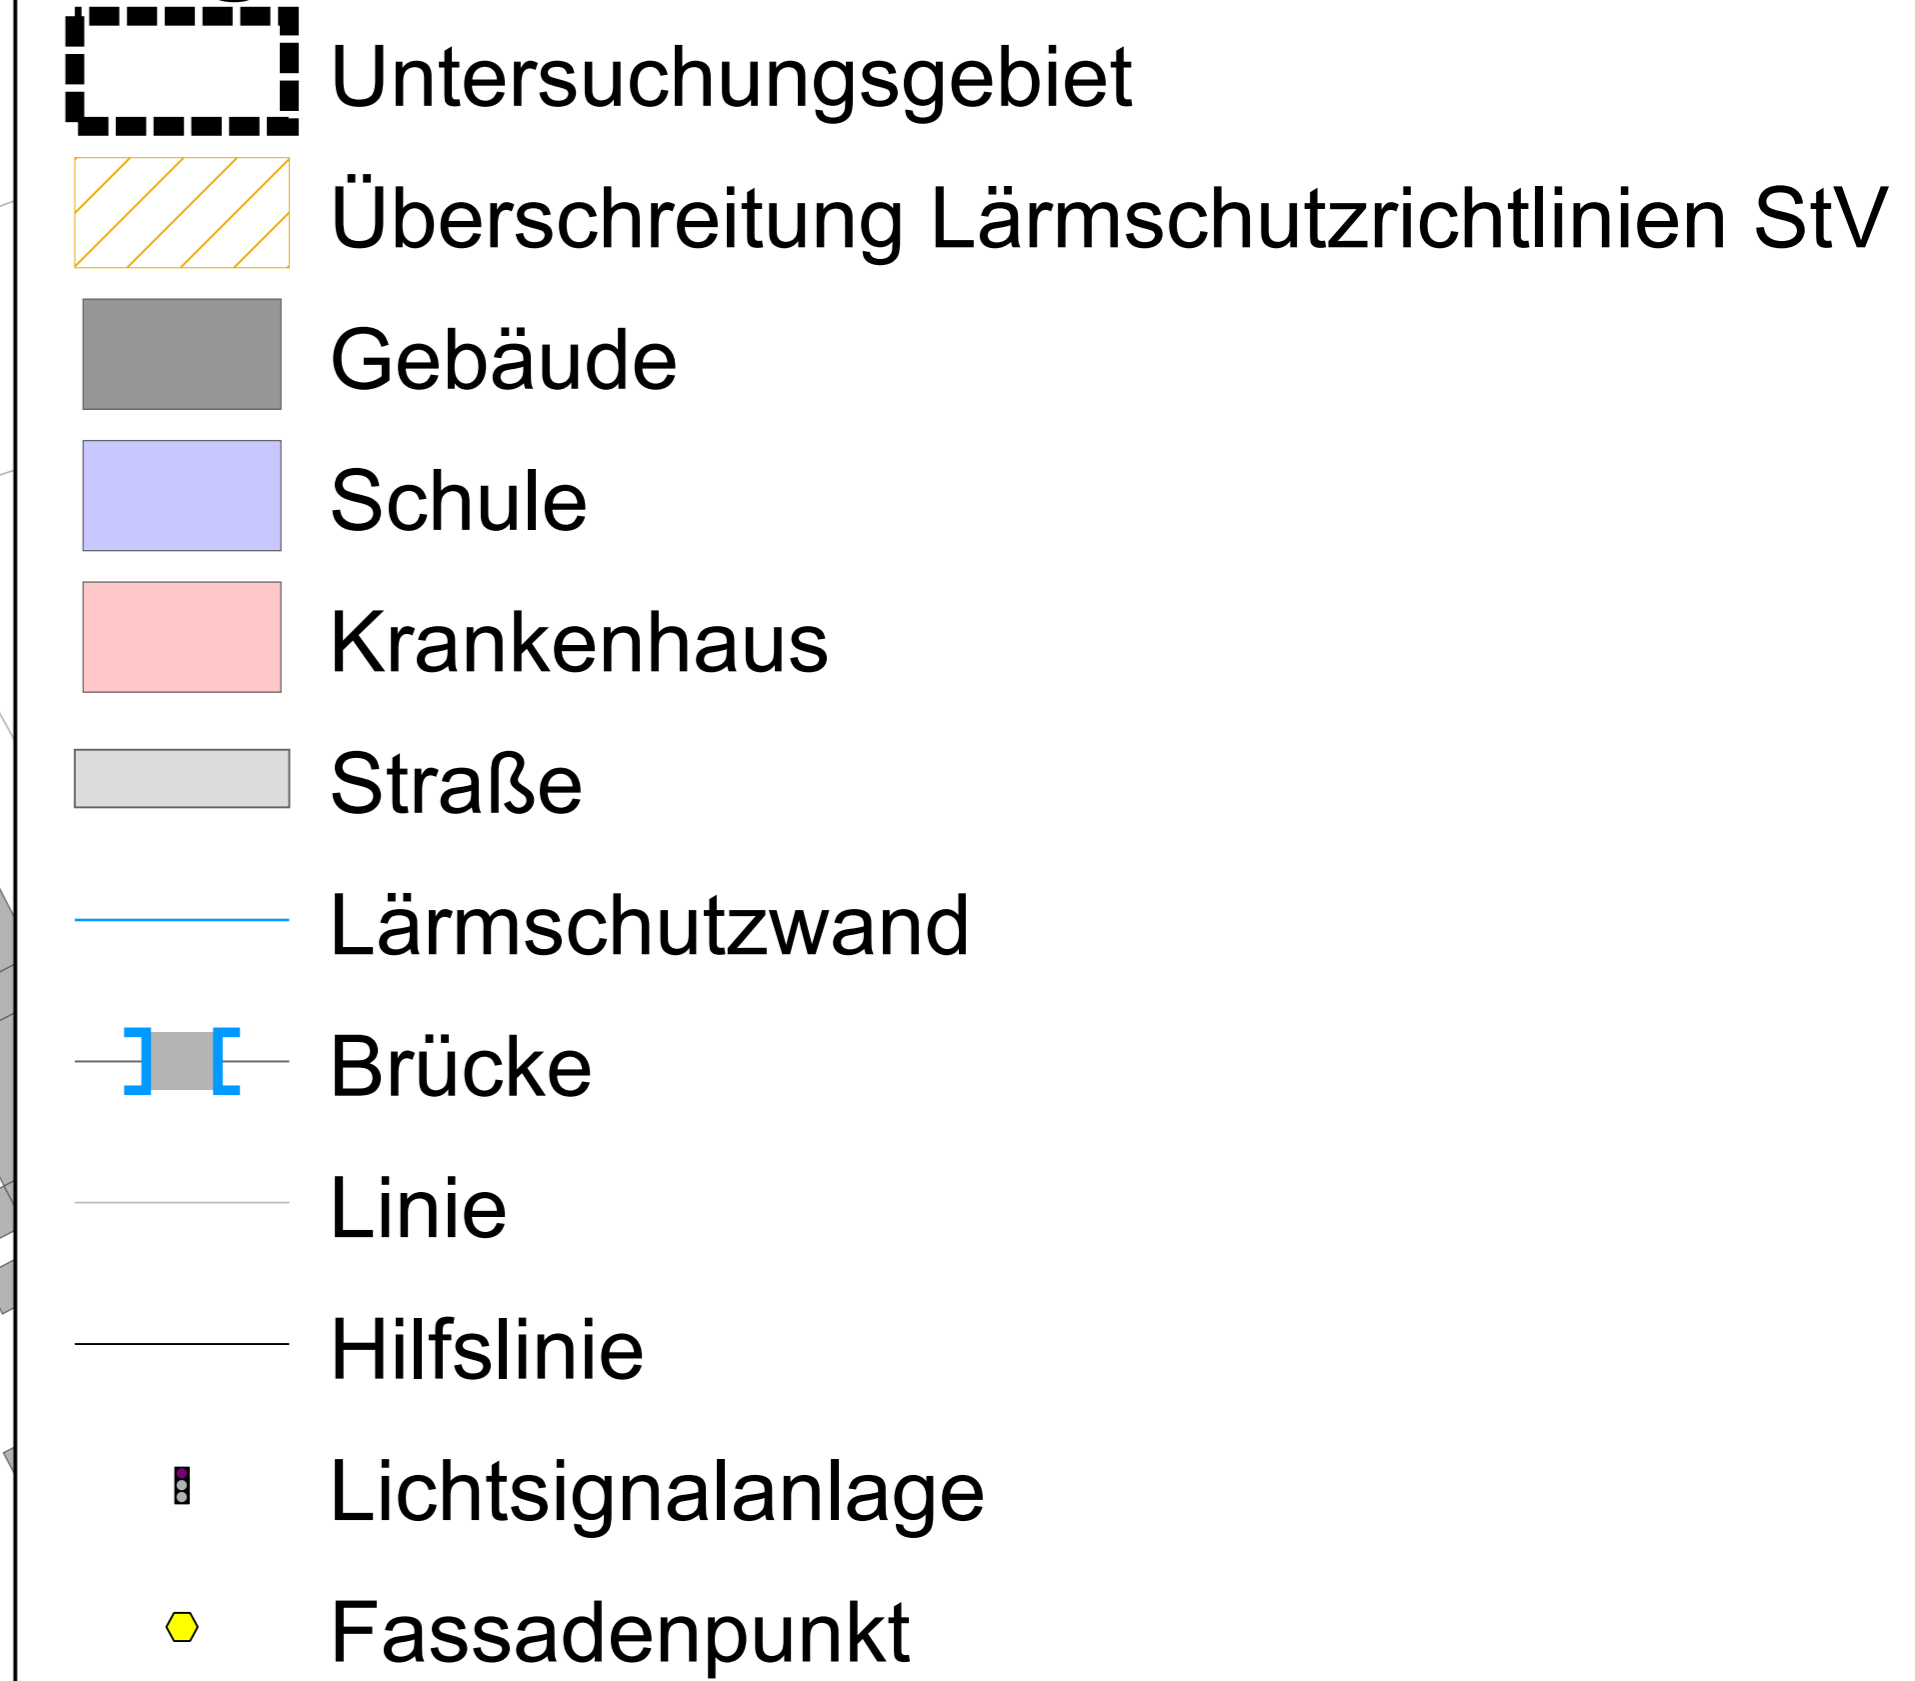 Untersuchungsgebiet
Überschreitung Lärmschutzrichtlinien StV
Gebäude
Schule
Krankenhaus
Straße
Lärmschutzwand
Brücke
Linie
Hilfslinie
Lichtsignalanlage
Fassadenpunkt